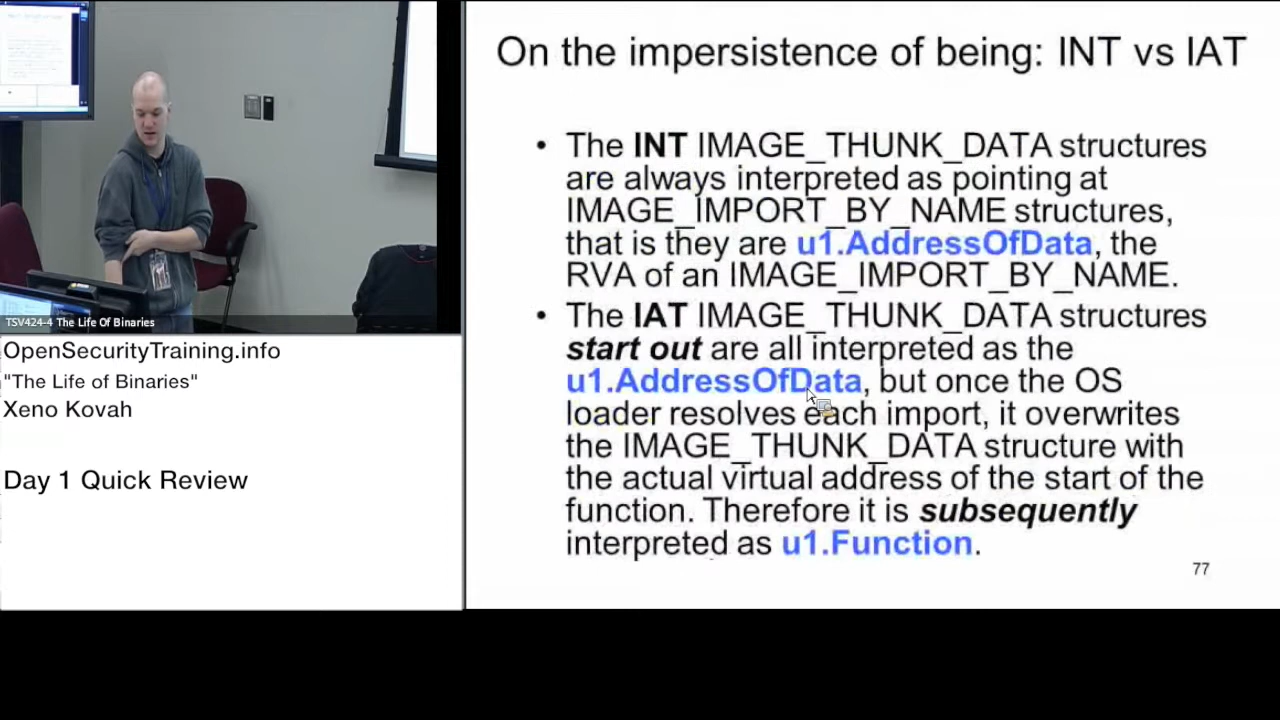 On the impersistence of being: INT vs IAT
• The INT IMAGE_THUNK_DATA structures
are always interpreted as pointing at
IMAGE_IMPORT_BY_NAME structures,
that is they are u1.AddressOfData, the
RVA of an IMAGE_IMPORT_BY_NAME.
• The IAT IMAGE_THUNK_DATA structures
start out are all interpreted as the
u1.AddressOfData, but once the OS
loader resolves each import, it overwrites
the IMAGE_THUNK_DATA structure with
the actual virtual address of the start of the
function. Therefore it is subsequently
interpreted as u1.Function.
77
TSV424-4 The Life Of Binaries
OpenSecurityTraining.info
"The Life of Binaries"
Xeno Kovah
Day 1 Quick Review